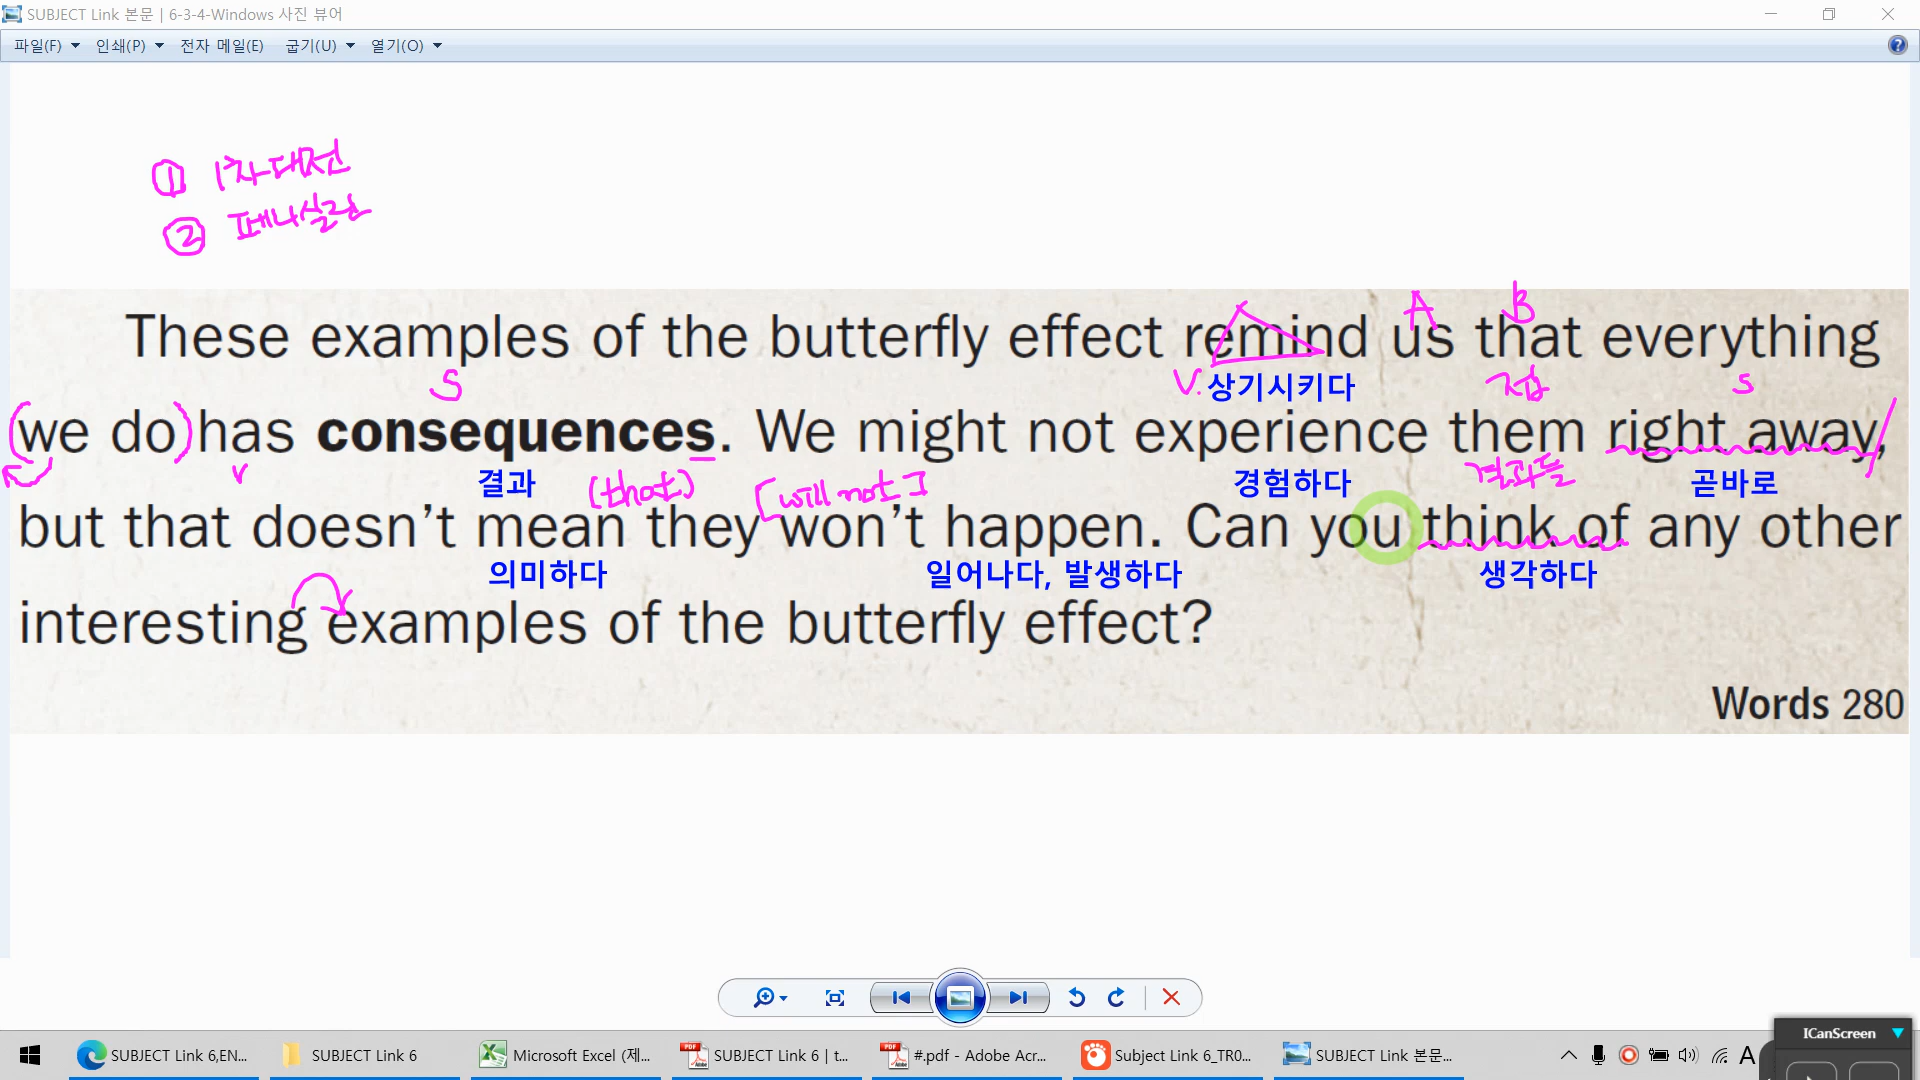 SUBJECT Link 본문 | 6-3-4-Windows 사진 뷰어
파일(F) 인쇄(P) 전자 메일(E) 굽기(U) 열기(O)
① 1차대전
② 페니실린
A B
These examples of the butterfly effect remind us that everything
S V. 상기시키다 접 s
(we do) has consequences. We might not experience them right away,
v 결과 (that) [will not] 경험하다 결과들 곧바로
but that doesn't mean they won't happen. Can you think of any other
의미하다 일어나다, 발생하다 생각하다
interesting examples of the butterfly effect?
Words 280
ICanScreen
SUBJECT Link 6,EN... SUBJECT Link 6 Microsoft Excel (제... SUBJECT Link 6 | t... #.pdf - Adobe Acr... Subject Link 6_TR0... SUBJECT Link 본문... A